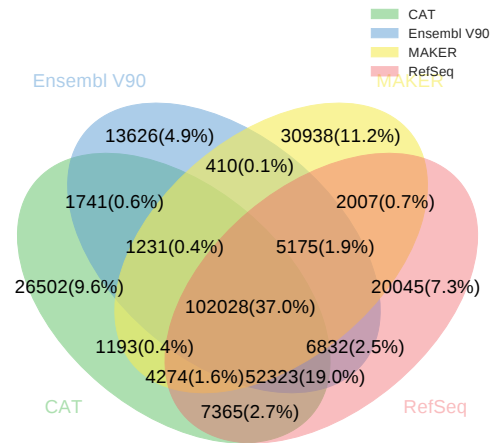 CAT
Ensembl V90
MAKER
RefSeq
Ensembl V90
MAKER
13626(4.9%)
30938(11.2%)
410(0.1%)
1741(0.6%)
2007(0.7%)
1231(0.4%)
5175(1.9%)
26502(9.6%)
20045(7.3%)
102028(37.0%)
1193(0.4%)
6832(2.5%)
4274(1.6%)
52323(19.0%)
CAT
7365(2.7%)
RefSeq